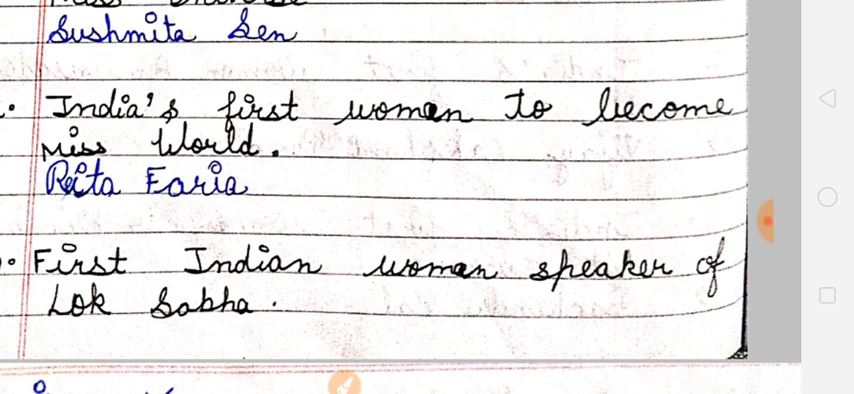 Sushmita Sen
India's first woman to become
Miss World.
Reita Faria
First Indian woman speaker of
Lok Sabha.